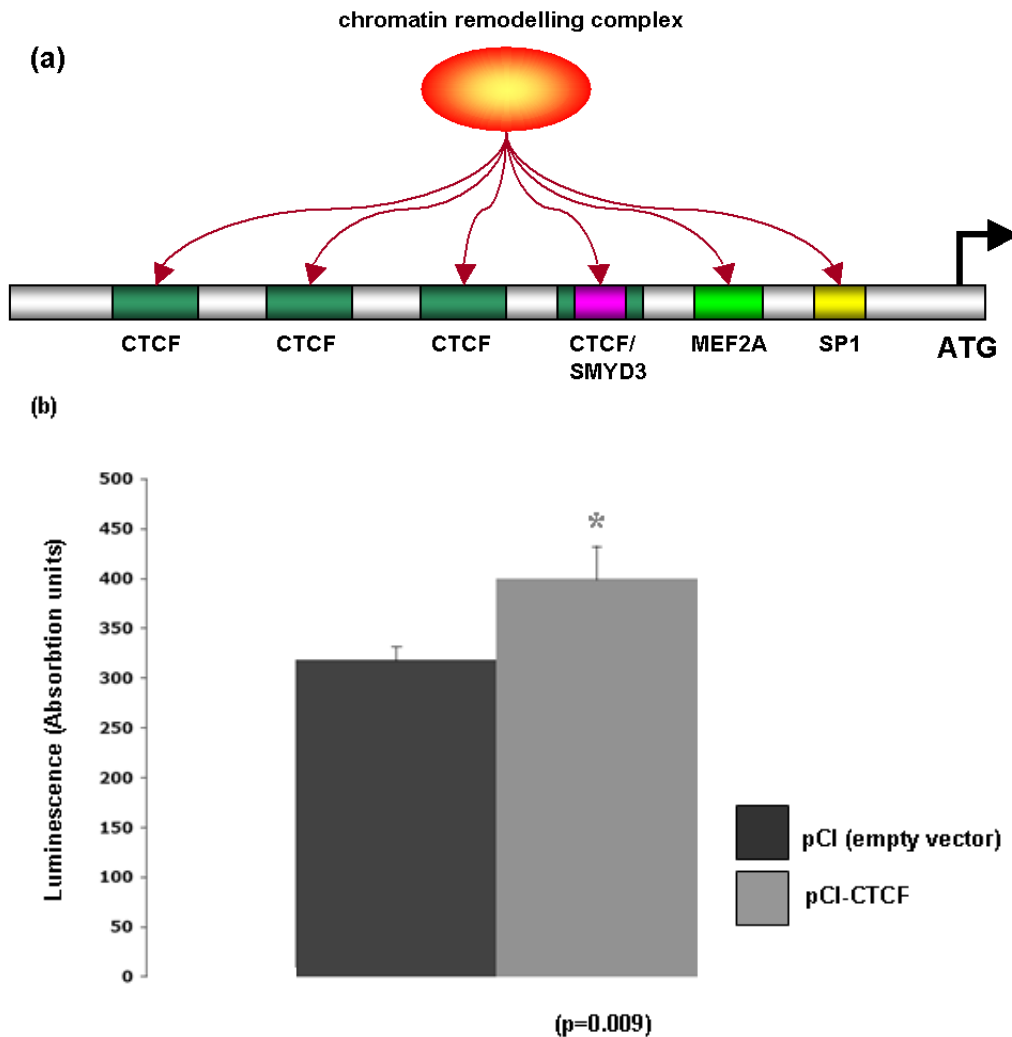 chromatin remodelling complex
(a)
CTCF
CTCF
CTCF
CTCF/
SMYD3
MEF2A
SP1
ATG
(b)
Luminescence (Absorbtion units)
500
450
400
350
300
250
200
150
100
50
0
*
pCI (empty vector)
pCI-CTCF
(p=0.009)